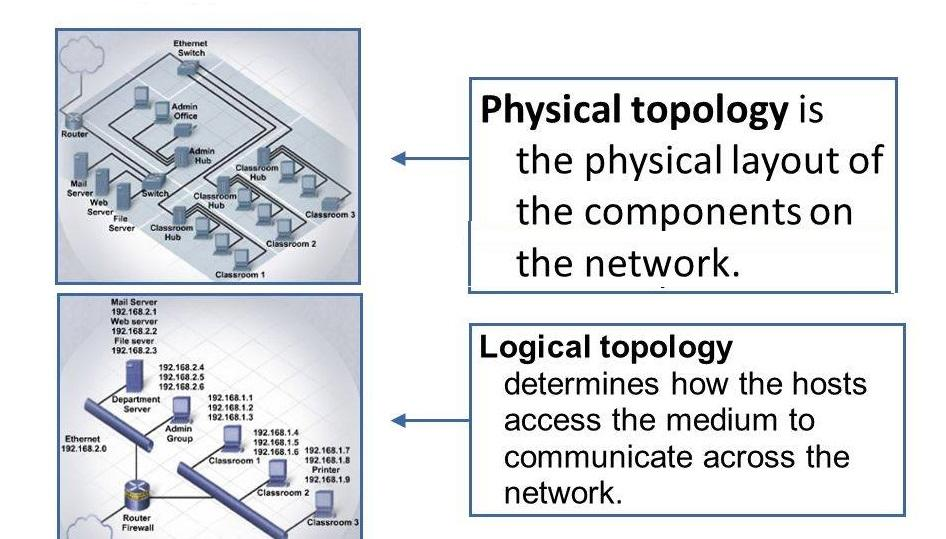 Ethernet
Switch
Admin
Office
Router
Admin
Hub
Mail
Server
Web
Server
File
Server
Switch
Classroom
Hub
Classroom
Hub
Classroom
Hub
Classroom 3
Classroom 2
Classroom 1
Physical topology is
the physical layout of
the components on
the network.
Mail Server
192.168.2.1
Web server
192.168.2.2
File sever
192.168.2.3
192.168.2.4
192.168.2.5
192.168.2.6
Department
Server
192.168.1.1
192.168.1.2
192.168.1.3
Admin
Group
Ethernet
192.168.2.0
192.168.1.4
192.168.1.5
192.168.1.6
Classroom 1
192.168.1.7
192.168.1.8
Printer
192.168.1.9
Classroom 2
Classroom 3
Router
Firewall
Logical topology
determines how the hosts
access the medium to
communicate across the
network.